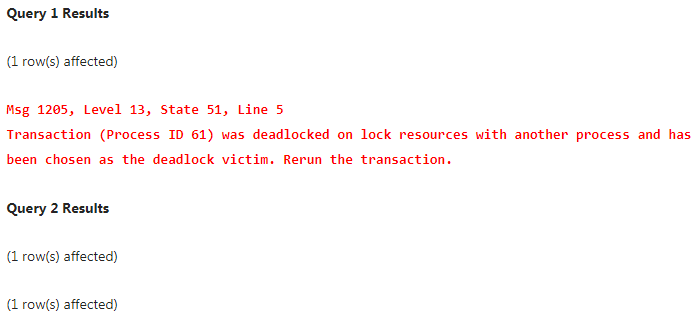 Query 1 Results
(1 row(s) affected)
Msg 1205, Level 13, State 51, Line 5
Transaction (Process ID 61) was deadlocked on lock resources with another process and has
been chosen as the deadlock victim. Rerun the transaction.
Query 2 Results
(1 row(s) affected)
(1 row(s) affected)